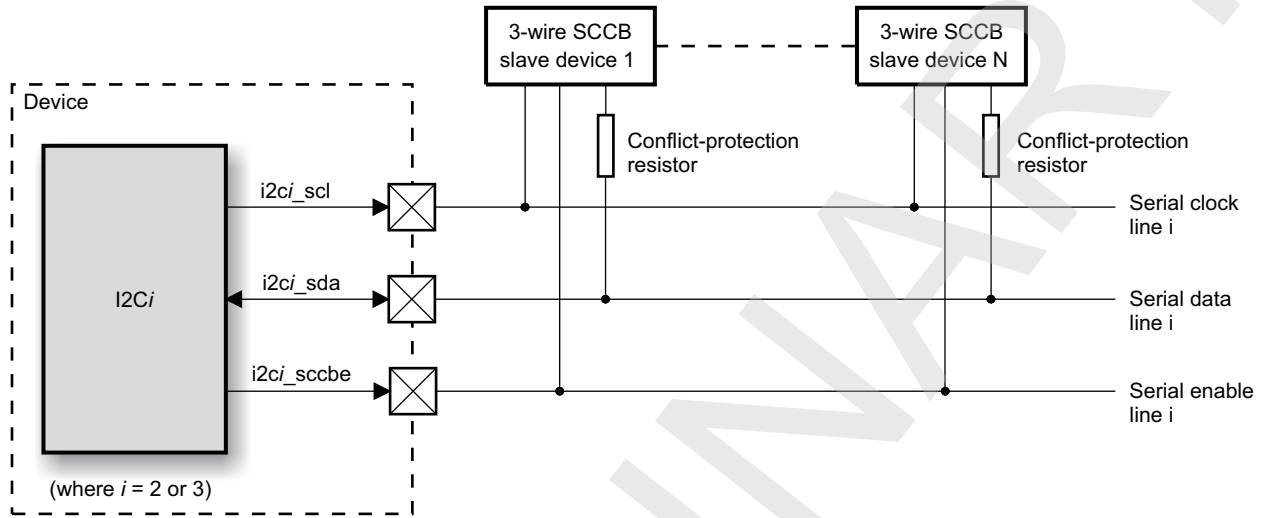 3-wire SCCB
slave device 1
3-wire SCCB
slave device N
Device
Conflict-protection
resistor
Conflict-protection
resistor
i2ci_scl
Serial clock
line i
i2ci_sda
I2Ci
Serial data
line i
i2ci_sccbe
Serial enable
line i
(where i = 2 or 3)